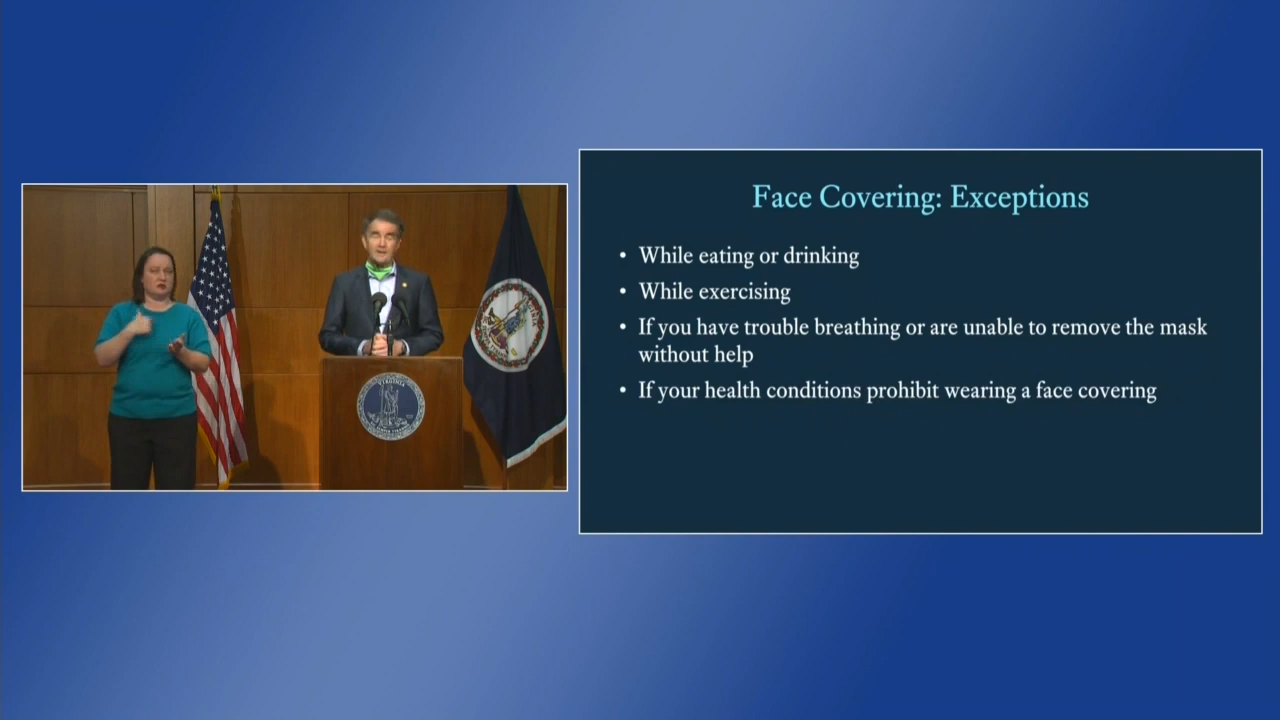 VIRGINIA
Face Covering: Exceptions
• While eating or drinking
• While exercising
• If you have trouble breathing or are unable to remove the mask
without help
• If your health conditions prohibit wearing a face covering